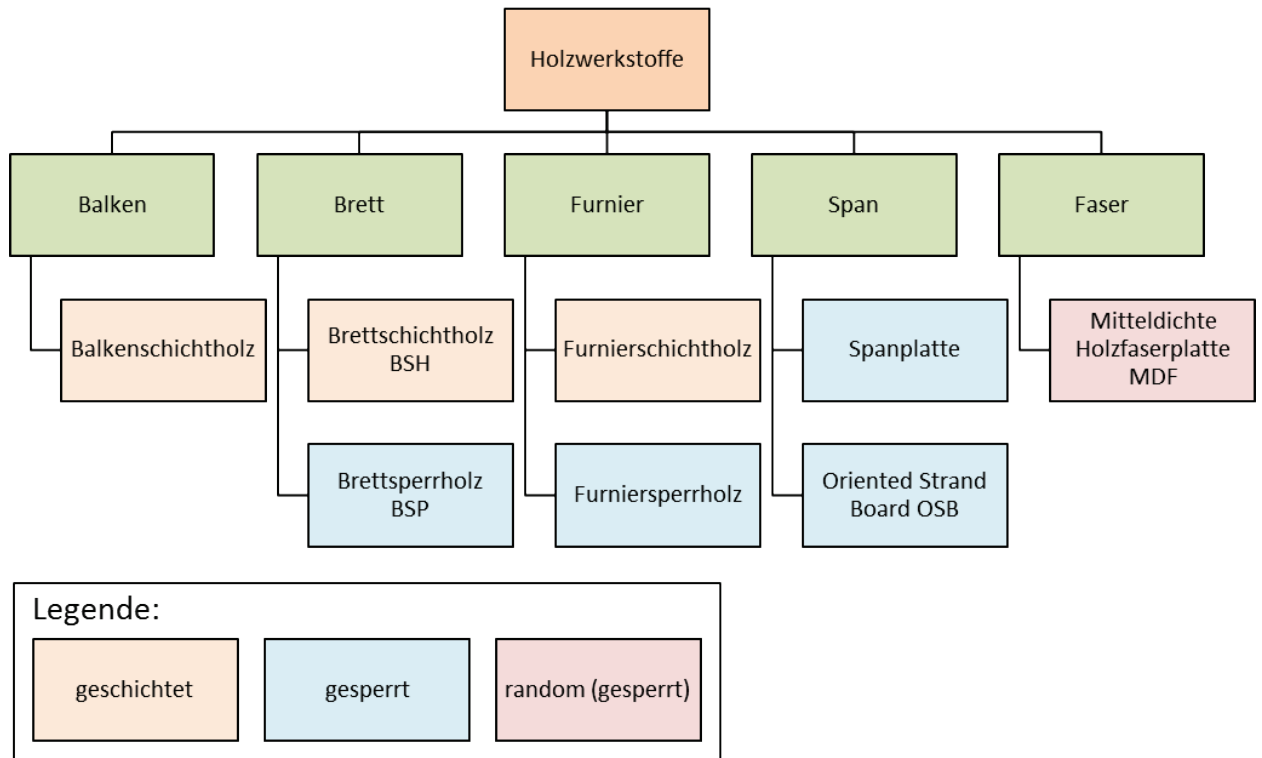 Holzwerkstoffe
Balken
Brett
Furnier
Span
Faser
Balkenschichtholz
Brettschichtholz
BSH
Furnierschichtholz
Spanplatte
Mitteldichte
Holzfaserplatte
MDF
Brettsperrholz
BSP
Furniersperrholz
Oriented Strand
Board OSB
Legende:
geschichtet
gesperrt
random (gesperrt)